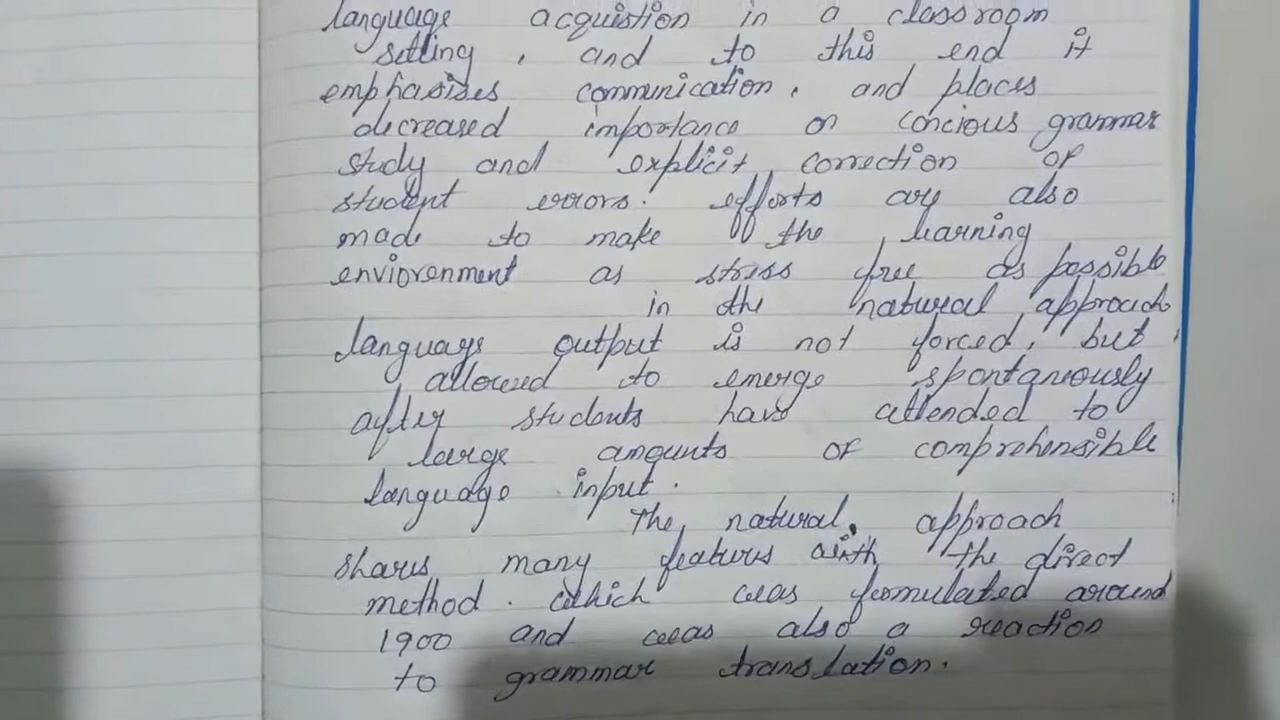 language acquistion in a classroom
setting, and to this end it
emphasises communication, and places
decreased importance on concious grammar
study and explicit correction of
student errors. efforts are also
made to make the learning
enviorenment as stress free as possible
in the natural approach
language output is not forced, but
allowed to emerge spontaneously
after students have attended to
large amounts of comprehensible
language input.
The natural, approach
shares many features with the direct
method. which was formulated around
1900 and was also a reaction
to grammar translation.